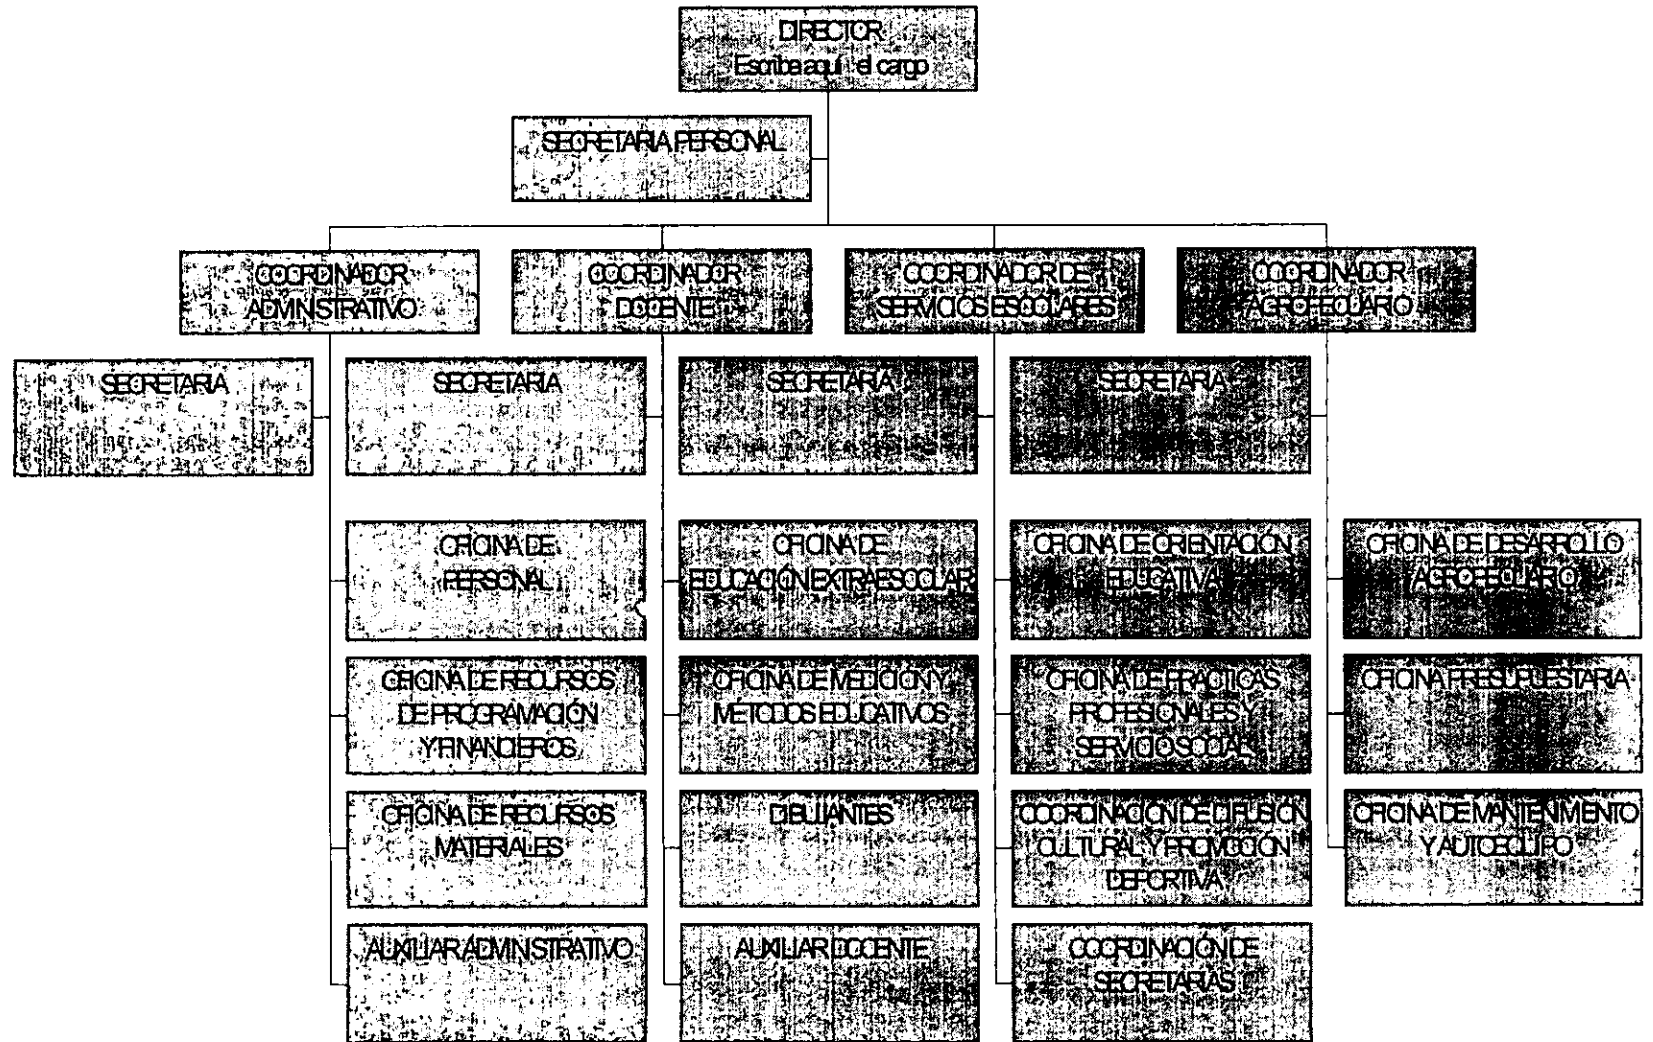 DIRECTOR
Escriba aquí el cargo
SECRETARIA PERSONAL
COORDINADOR
ADMINISTRATIVO
COORDINADOR
DOCENTE
COORDINADOR DE
SERVICIOS ESCOLARES
COORDINADOR
AGROPECUARIO
SECRETARIA
SECRETARIA
SECRETARIA
SECRETARIA
OFICINA DE
PERSONAL
OFICINA DE
EDUCACIÓN EXTRAESCOLAR
OFICINA DE ORIENTACIÓN
EDUCATIVA
OFICINA DE DESARROLLO
AGROPECUARIO
OFICINA DE RECURSOS
DE PROGRAMACIÓN
Y FINANCIEROS
OFICINA DE MEDICION Y
METODOS EDUCATIVOS
OFICINA DE PRÁCTICAS
PROFESIONALES Y
SERVICIO SOCIAL
OFICINA PRESUPUESTARIA
OFICINA DE RECURSOS
MATERIALES
DIBUJANTES
COORDINACIÓN DE DIFUSIÓN
CULTURAL Y PROMOCIÓN
DEPORTIVA
OFICINA DE MANTENIMIENTO
Y AUTOEQUIPO
AUXILIAR ADMINISTRATIVO
AUXILIAR DOCENTE
COORDINACIÓN DE
SECRETARIAS